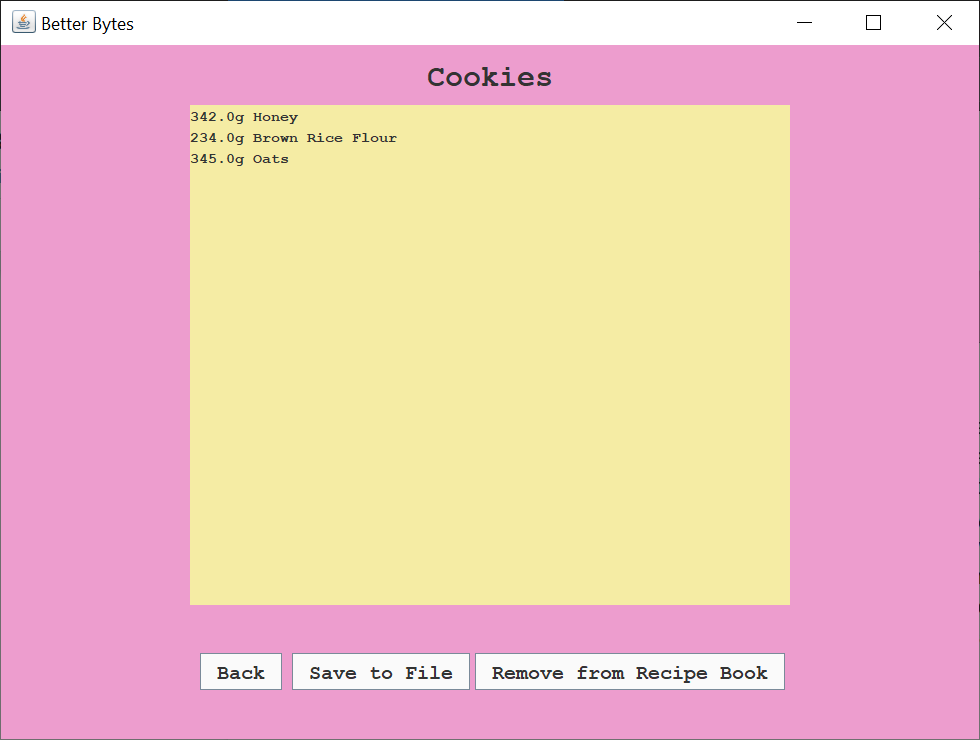 Better Bytes
Cookies
342.0g Honey
234.0g Brown Rice Flour
345.0g Oats
Back
Save to File
Remove from Recipe Book